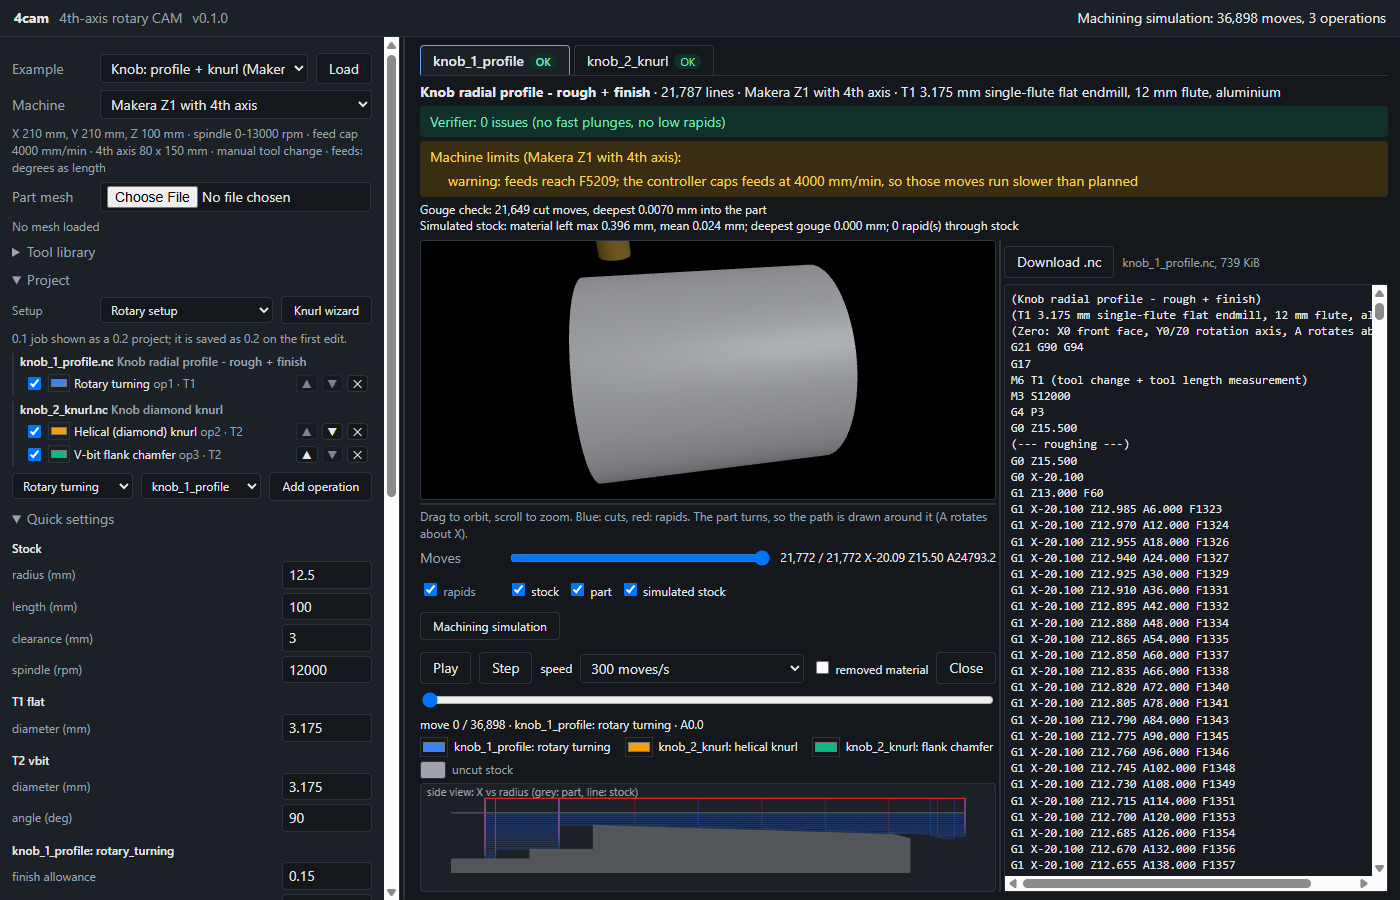 4cam 4th-axis rotary CAM v0.1.0
Machining simulation: 36,898 moves, 3 operations
Example Knob: profile + knurl (Maker Load
Machine Makera Z1 with 4th axis
X 210 mm, Y 210 mm, Z 100 mm · spindle 0-13000 rpm · feed cap
4000 mm/min · 4th axis 80 x 150 mm · manual tool change · feeds:
degrees as length
Part mesh Choose File No file chosen
No mesh loaded
Tool library
Project
Setup Rotary setup Knurl wizard
0.1 job shown as a 0.2 project; it is saved as 0.2 on the first edit.
knob_1_profile.nc Knob radial profile - rough + finish
Rotary turning op1 · T1
knob_2_knurl.nc Knob diamond knurl
Helical (diamond) knurl op2 · T2
V-bit flank chamfer op3 · T2
Rotary turning knob_1_profile Add operation
Quick settings
Stock
radius (mm) 12.5
length (mm) 100
clearance (mm) 3
spindle (rpm) 12000
T1 flat
diameter (mm) 3.175
T2 vbit
diameter (mm) 3.175
angle (deg) 90
knob_1_profile: rotary_turning
finish allowance 0.15
knob_1_profile OK knob_2_knurl OK
Knob radial profile - rough + finish · 21,787 lines · Makera Z1 with 4th axis · T1 3.175 mm single-flute flat endmill, 12 mm flute, aluminium
Verifier: 0 issues (no fast plunges, no low rapids)
Machine limits (Makera Z1 with 4th axis):
warning: feeds reach F5209; the controller caps feeds at 4000 mm/min, so those moves run slower than planned
Gouge check: 21,649 cut moves, deepest 0.0070 mm into the part
Simulated stock: material left max 0.396 mm, mean 0.024 mm; deepest gouge 0.000 mm; 0 rapid(s) through stock
Drag to orbit, scroll to zoom. Blue: cuts, red: rapids. The part turns, so the path is drawn around it (A rotates
about X).
Moves 21,772 / 21,772 X-20.09 Z15.50 A24793.2
rapids stock part simulated stock
Machining simulation
Play Step speed 300 moves/s removed material Close
move 0 / 36,898 · knob_1_profile: rotary turning · A0.0
knob_1_profile: rotary turning knob_2_knurl: helical knurl knob_2_knurl: flank chamfer
uncut stock
side view: X vs radius (grey: part, line: stock)
Download .nc knob_1_profile.nc, 739 KiB
(Knob radial profile - rough + finish)
(T1 3.175 mm single-flute flat endmill, 12 mm flute, al
(Zero: X0 front face, Y0/Z0 rotation axis, A rotates ab
G21 G90 G94
G17
M6 T1 (tool change + tool length measurement)
M3 S12000
G4 P3
G0 Z15.500
(--- roughing ---)
G0 Z15.500
G0 X-20.100
G1 Z13.000 F60
G1 X-20.100 Z12.985 A6.000 F1323
G1 X-20.100 Z12.970 A12.000 F1324
G1 X-20.100 Z12.955 A18.000 F1326
G1 X-20.100 Z12.940 A24.000 F1327
G1 X-20.100 Z12.925 A30.000 F1329
G1 X-20.100 Z12.910 A36.000 F1331
G1 X-20.100 Z12.895 A42.000 F1332
G1 X-20.100 Z12.880 A48.000 F1334
G1 X-20.100 Z12.865 A54.000 F1335
G1 X-20.100 Z12.850 A60.000 F1337
G1 X-20.100 Z12.835 A66.000 F1338
G1 X-20.100 Z12.820 A72.000 F1340
G1 X-20.100 Z12.805 A78.000 F1341
G1 X-20.100 Z12.790 A84.000 F1343
G1 X-20.100 Z12.775 A90.000 F1345
G1 X-20.100 Z12.760 A96.000 F1346
G1 X-20.100 Z12.745 A102.000 F1348
G1 X-20.100 Z12.730 A108.000 F1349
G1 X-20.100 Z12.715 A114.000 F1351
G1 X-20.100 Z12.700 A120.000 F1353
G1 X-20.100 Z12.685 A126.000 F1354
G1 X-20.100 Z12.670 A132.000 F1356
G1 X-20.100 Z12.655 A138.000 F1357